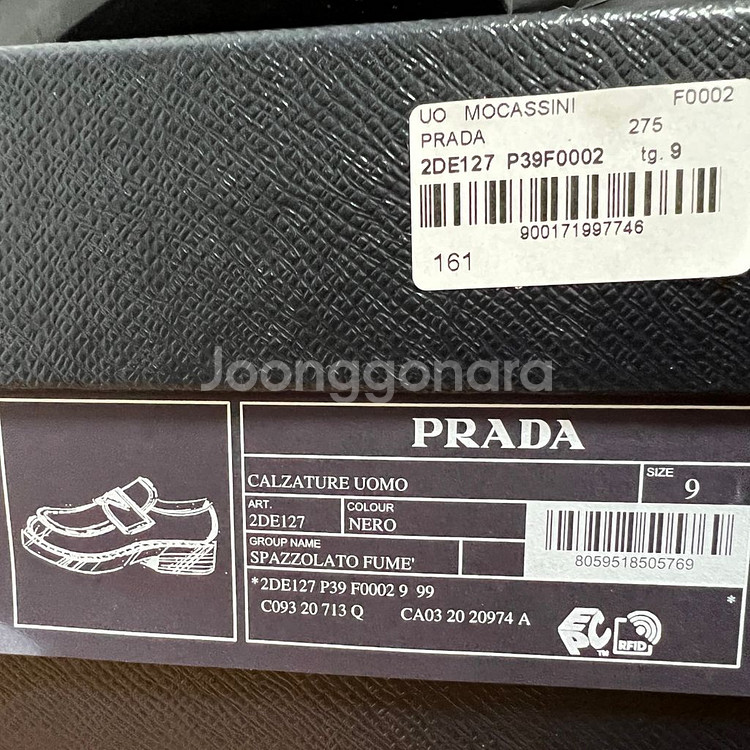 UO MOCASSINI F0002
PRADA 275
2DE127 P39F0002 tg. 9
900171997746
161
Joonggonara
PRADA
CALZATURE UOMO
SIZE
9
ART.
2DE127
COLOUR
NERO
GROUP NAME
SPAZZOLATO FUME'
8059518505769
*2DE127 P39 F0002 9 99 *
C093 20 713 Q CA03 20 20974 A
EPC TM
RFID